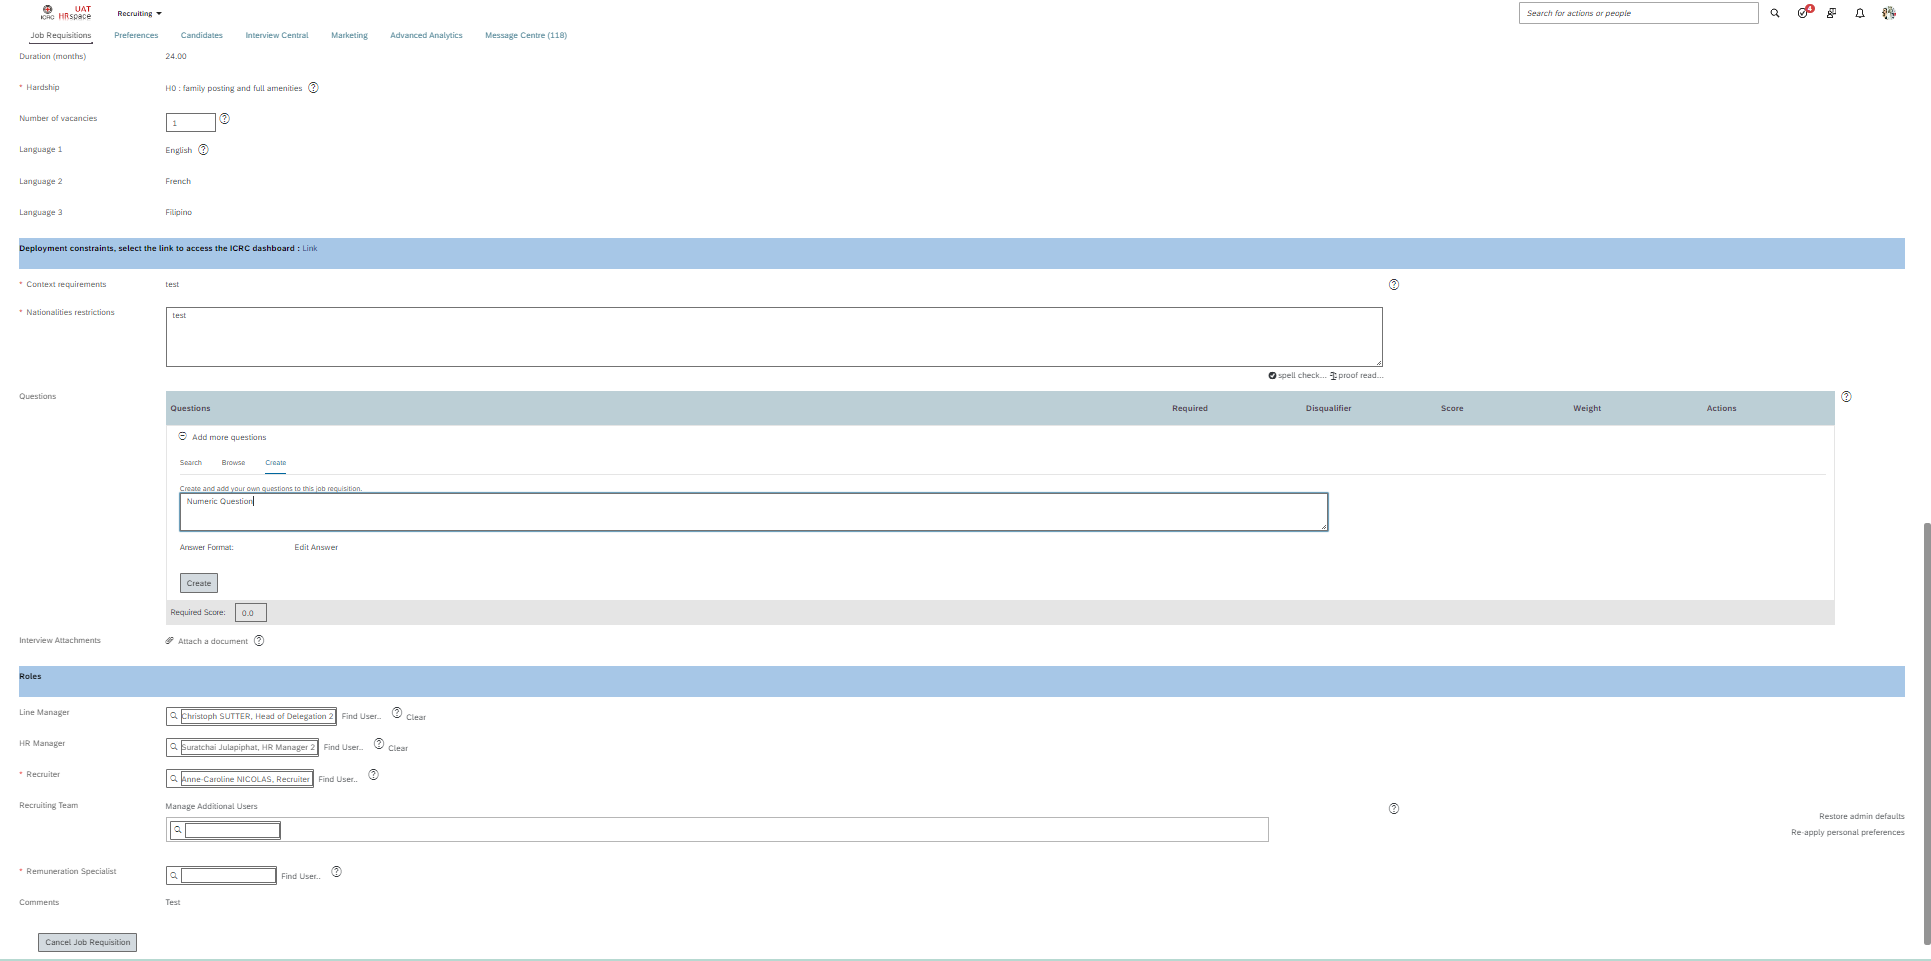 ICRC
UAT
HRspace
Recruiting
Search for actions or people
4
Job Requisitions Preferences Candidates Interview Central Marketing Advanced Analytics Message Centre (118)
Duration (months) 24.00
* Hardship H0 : family posting and full amenities ?
Number of vacancies 1 ?
Language 1 English ?
Language 2 French
Language 3 Filipino
Deployment constraints, select the link to access the ICRC dashboard : Link
* Context requirements test ?
* Nationalities restrictions test
spell check... proof read...
Questions ?
Questions Required Disqualifier Score Weight Actions
Add more questions
Search Browse Create
Create and add your own questions to this job requisition.
Numeric Question
Answer Format: Edit Answer
Create
Required Score: 0.0
Interview Attachments Attach a document ?
Roles
Line Manager Christoph SUTTER, Head of Delegation 2 Find User.. ? Clear
HR Manager Suratchai Julapiphat, HR Manager 2 Find User.. ? Clear
* Recruiter Anne-Caroline NICOLAS, Recruiter Find User.. ?
Recruiting Team Manage Additional Users ?
Restore admin defaults
Re-apply personal preferences
* Remuneration Specialist Find User.. ?
Comments Test
Cancel Job Requisition